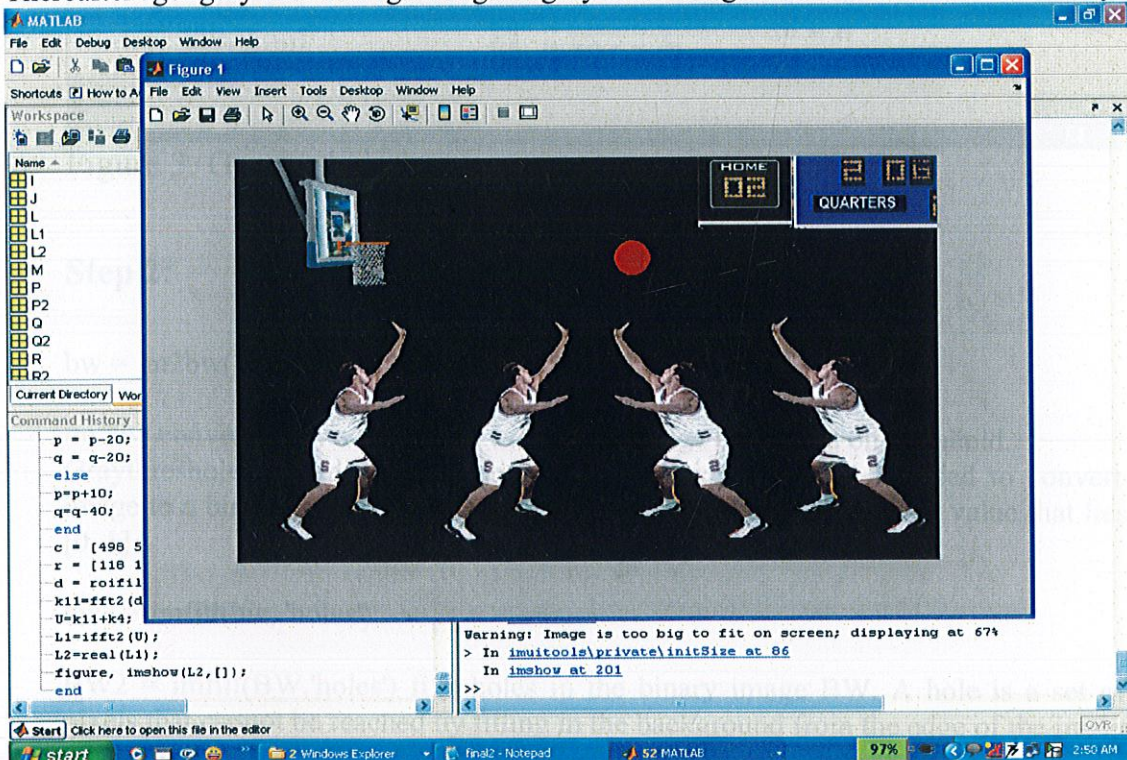 MATLAB
File Edit Debug Desktop Window Help
Figure 1
Shortcuts How to A
File Edit View Insert Tools Desktop Window Help
Workspace
Name
I
J
L
L1
L2
M
P
P2
Q
Q2
R
R2
HOME
02
2 06
QUARTERS
Current Directory Wor
Command History
p = p-20;
q = q-20;
else
p=p+10;
q=q-40;
end
c = [498 5
r = [118 1
d = roifil
k11=fft2(d
U=k11+k4;
L1=ifft2(U);
L2=real(L1);
figure, imshow(L2,[]);
end
Warning: Image is too big to fit on screen; displaying at 67%
> In imuitools\private\initSize at 86
In imshow at 201
>>
Start Click here to open this file in the editor
OVR
start
2 Windows Explorer
final2 - Notepad
52 MATLAB
97%
2:50 AM